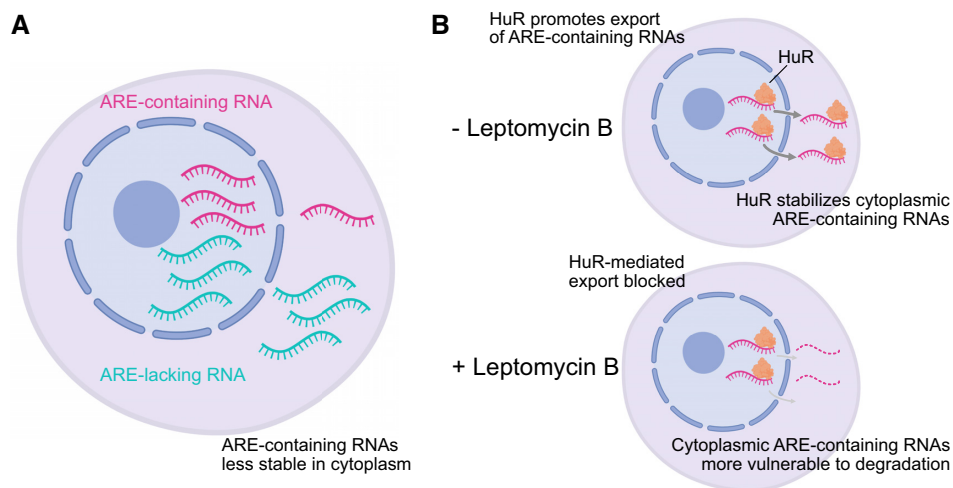 A
ARE-containing RNA
ARE-lacking RNA
ARE-containing RNAs
less stable in cytoplasm
B
HuR promotes export
of ARE-containing RNAs
HuR
- Leptomycin B
HuR stabilizes cytoplasmic
ARE-containing RNAs
HuR-mediated
export blocked
+ Leptomycin B
Cytoplasmic ARE-containing RNAs
more vulnerable to degradation